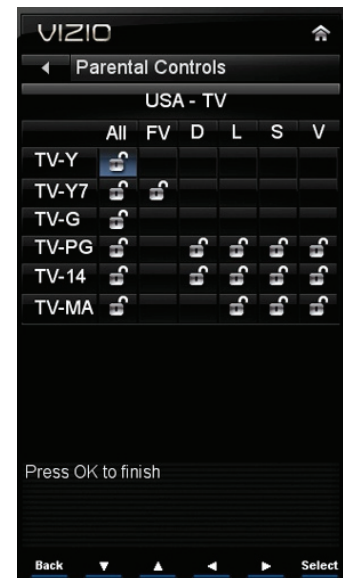 VIZIO
Parental Controls
USA - TV
All FV D L S V
TV-Y
TV-Y7
TV-G
TV-PG
TV-14
TV-MA
Press OK to finish
Back Select